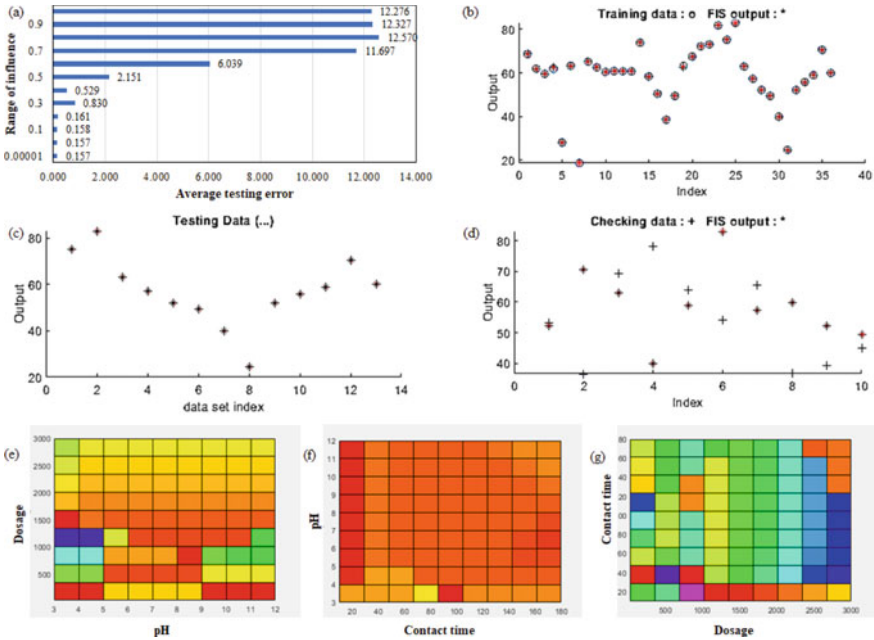 (a)
Range of influence
0.9
0.7
0.5
0.3
0.1
0.00001
12.276
12.327
12.570
11.697
6.039
2.151
0.529
0.830
0.161
0.158
0.157
0.157
0.000 2.000 4.000 6.000 8.000 10.000 12.000 14.000
Average testing error
(b)
Training data : o FIS output : *
Output
80
60
40
20
0 5 10 15 20 25 30 35 40
Index
(c)
Testing Data (...)
Output
80
60
40
20
0 2 4 6 8 10 12 14
data set index
(d)
Checking data : + FIS output : *
Output
80
70
60
50
40
0 2 4 6 8 10
Index
(e)
Dosage
3000
2500
2000
1500
1000
500
3 4 5 6 7 8 9 10 11 12
pH
(f)
pH
12
11
10
9
8
7
6
5
4
3
20 40 60 80 100 120 140 160 180
Contact time
(g)
Contact time
80
60
40
20
00
80
60
40
20
500 1000 1500 2000 2500 3000
Dosage